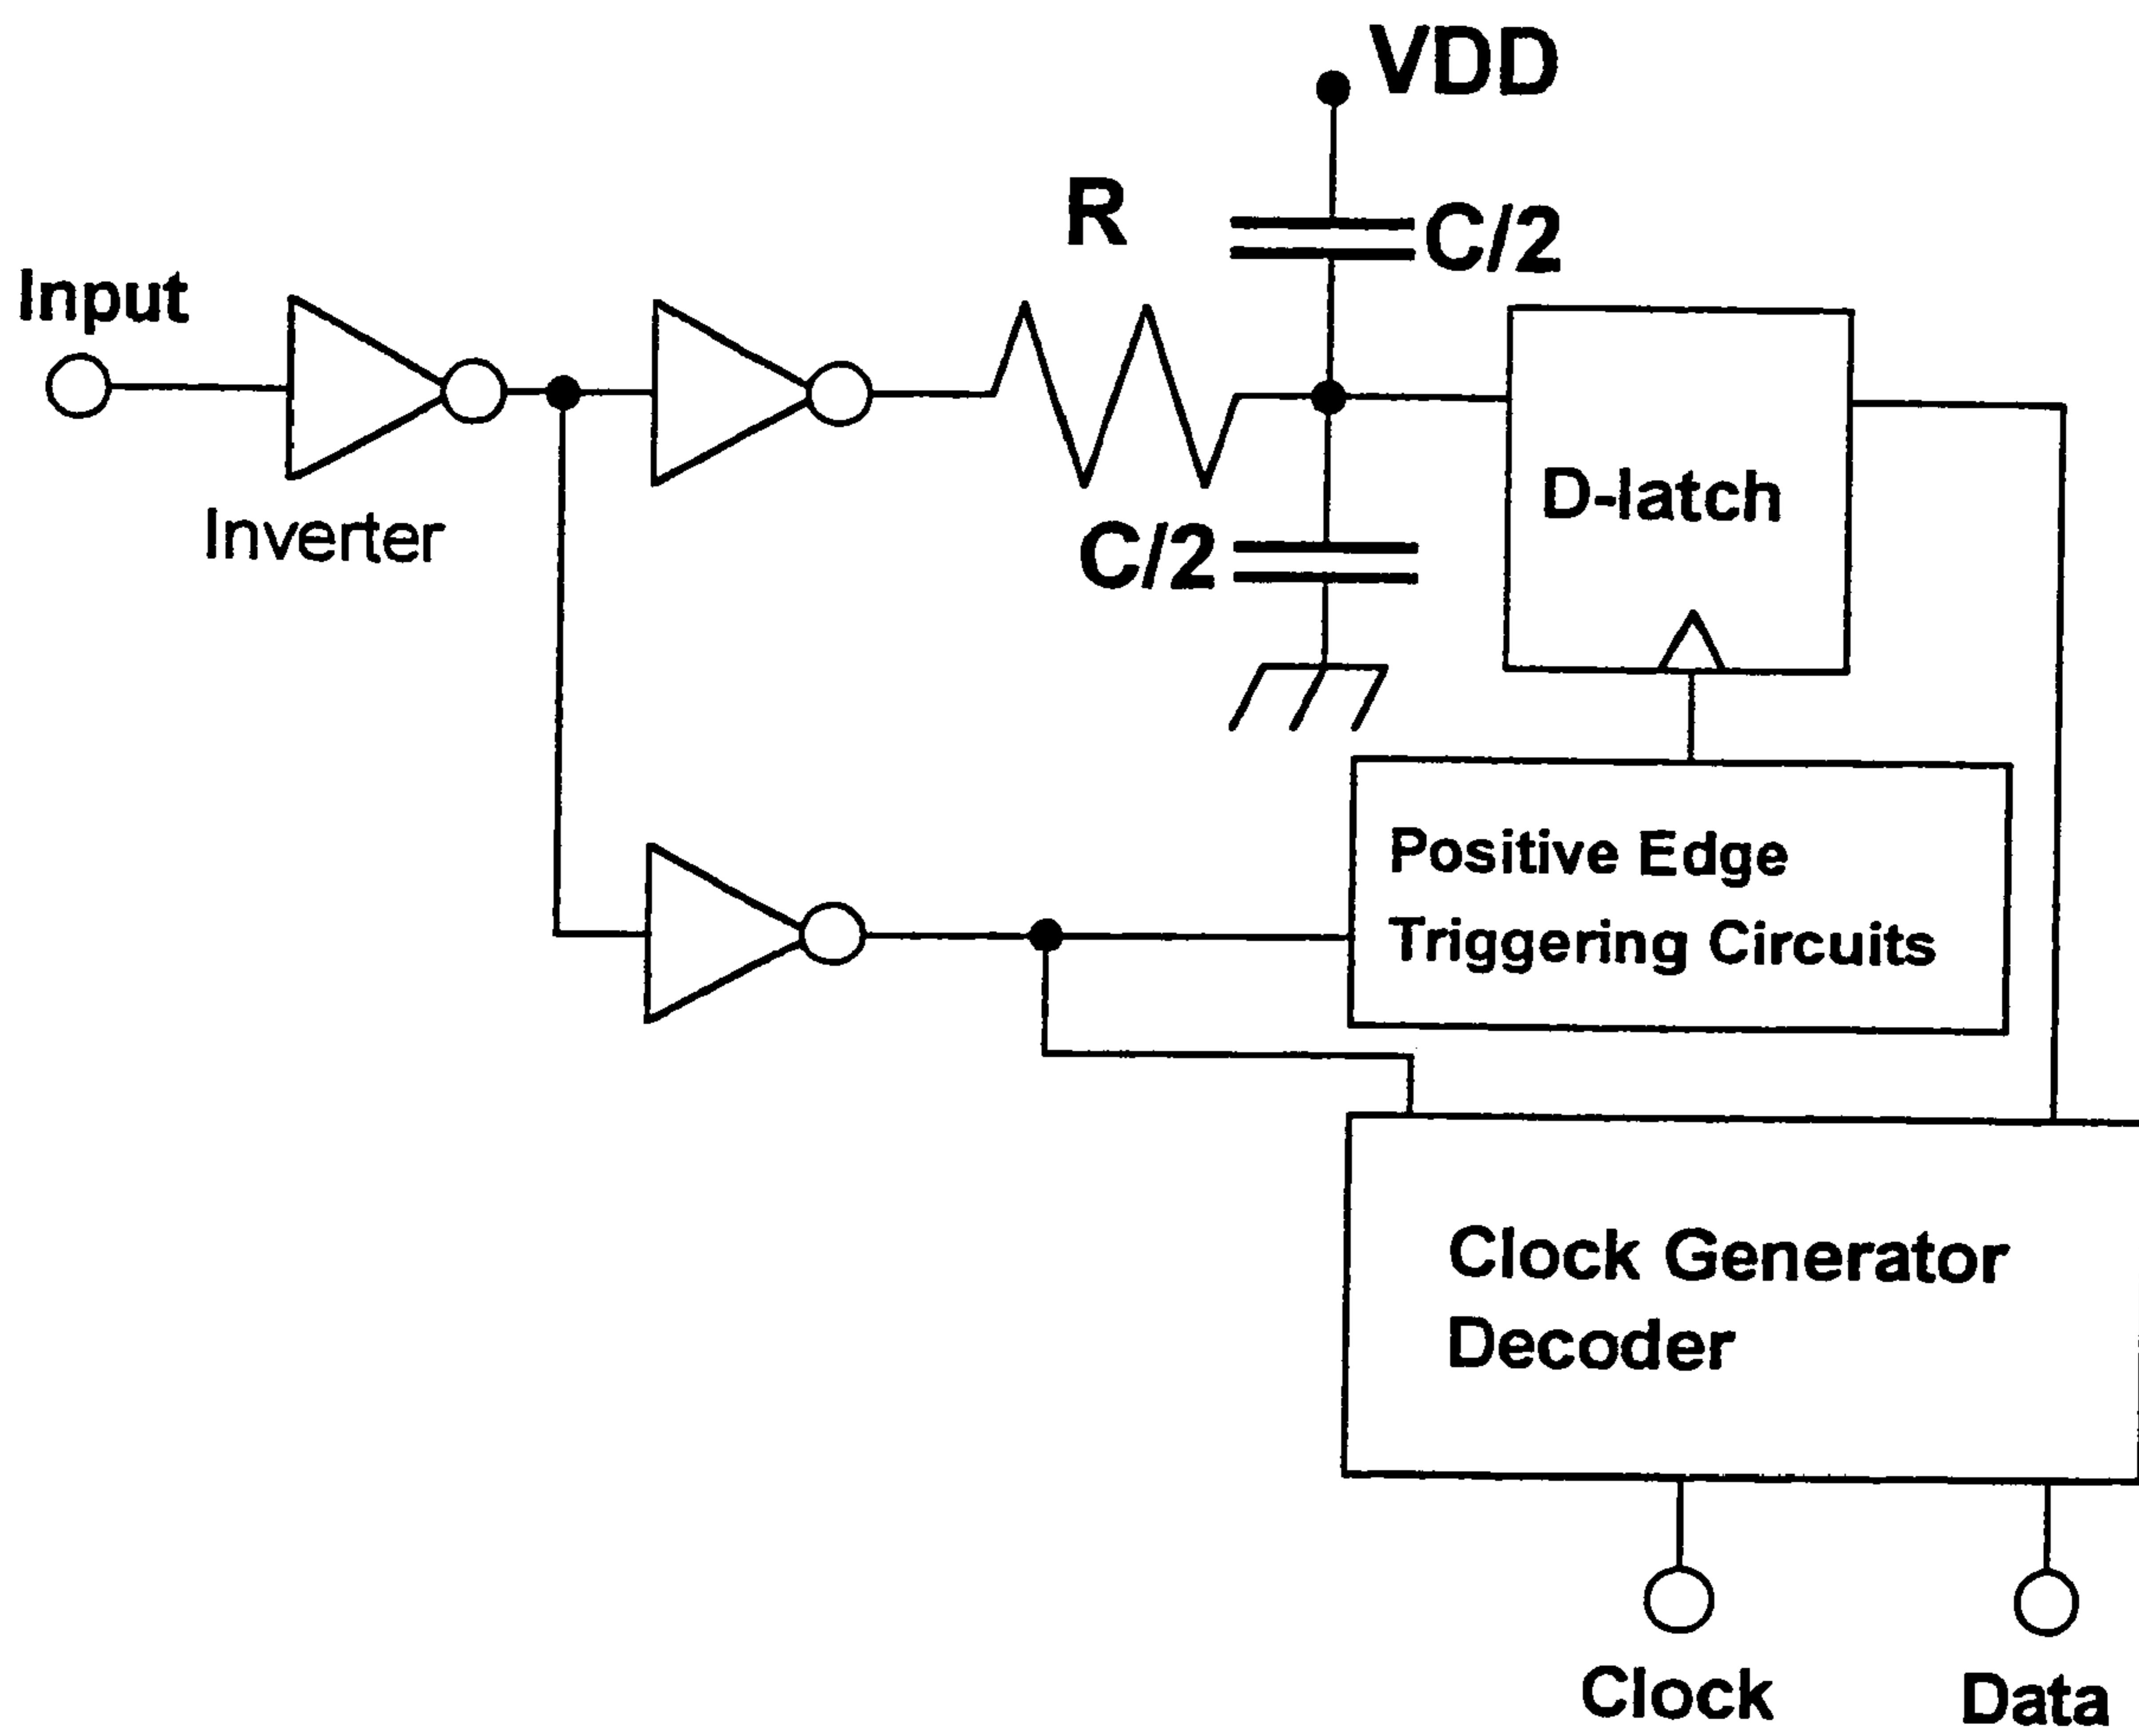 VDD
R
C/2
Input
Inverter
C/2
D-latch
Positive Edge
Triggering Circuits
Clock Generator
Decoder
Clock
Data